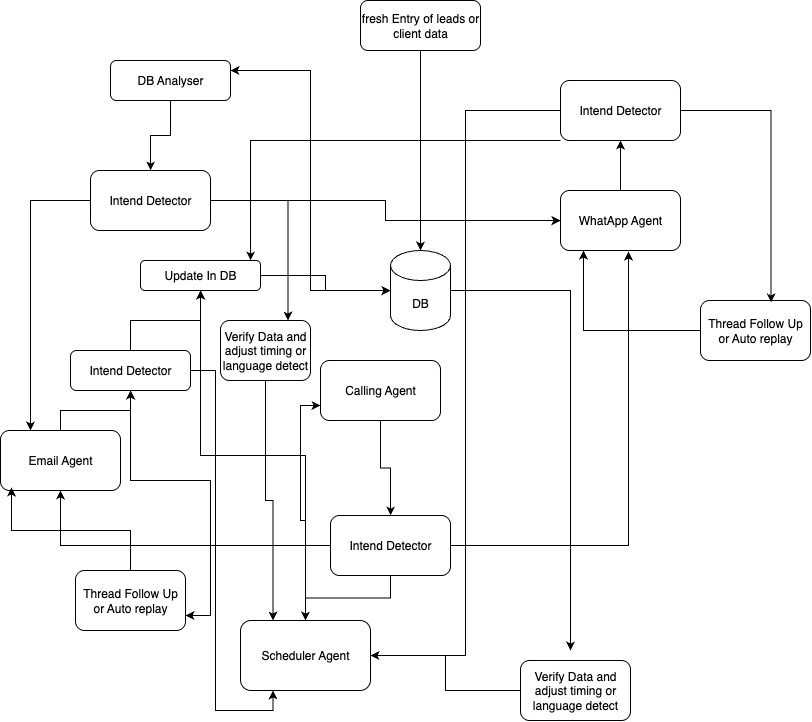 fresh Entry of leads or
client data
DB Analyser
Intend Detector
Intend Detector
WhatApp Agent
Update In DB
DB
Thread Follow Up
or Auto replay
Verify Data and
adjust timing or
language detect
Intend Detector
Calling Agent
Email Agent
Intend Detector
Thread Follow Up
or Auto replay
Scheduler Agent
Verify Data and
adjust timing or
language detect